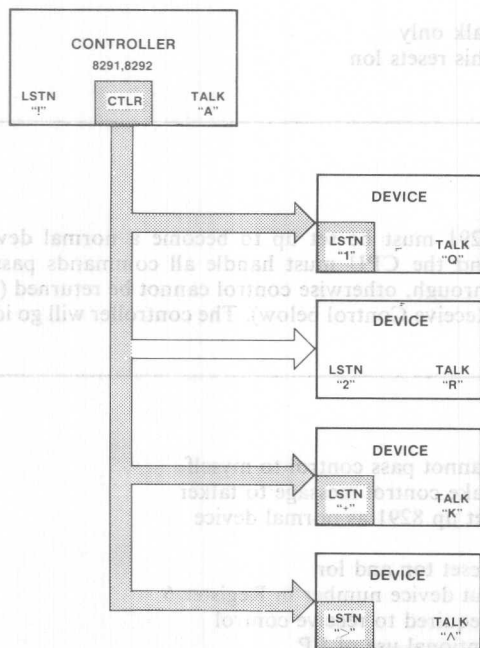 CONTROLLER
8291,8292
LSTN
"!"
CTLR
TALK
"A"
DEVICE
LSTN
"1"
TALK
"Q"
DEVICE
LSTN
"2"
TALK
"R"
DEVICE
LSTN
"+"
TALK
"K"
DEVICE
LSTN
">"
TALK
"^"